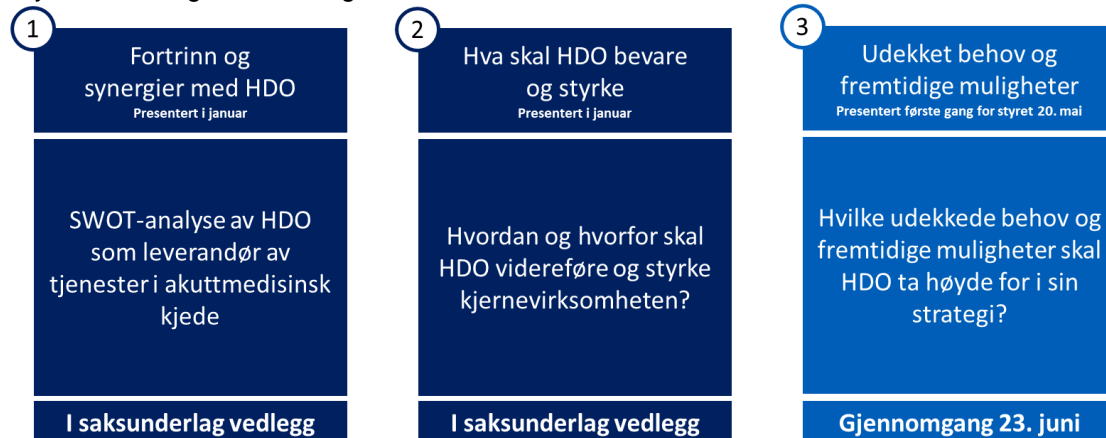 1
Fortrinn og
synergier med HDO
Presentert i januar
SWOT-analyse av HDO
som leverandør av
tjenester i akuttmedisinsk
kjede
I saksunderlag vedlegg
2
Hva skal HDO bevare
og styrke
Presentert i januar
Hvordan og hvorfor skal
HDO videreføre og styrke
kjernevirksomheten?
I saksunderlag vedlegg
3
Udekket behov og
fremtidige muligheter
Presentert første gang for styret 20. mai
Hvilke udekkede behov og
fremtidige muligheter skal
HDO ta høyde for i sin
strategi?
Gjennomgang 23. juni